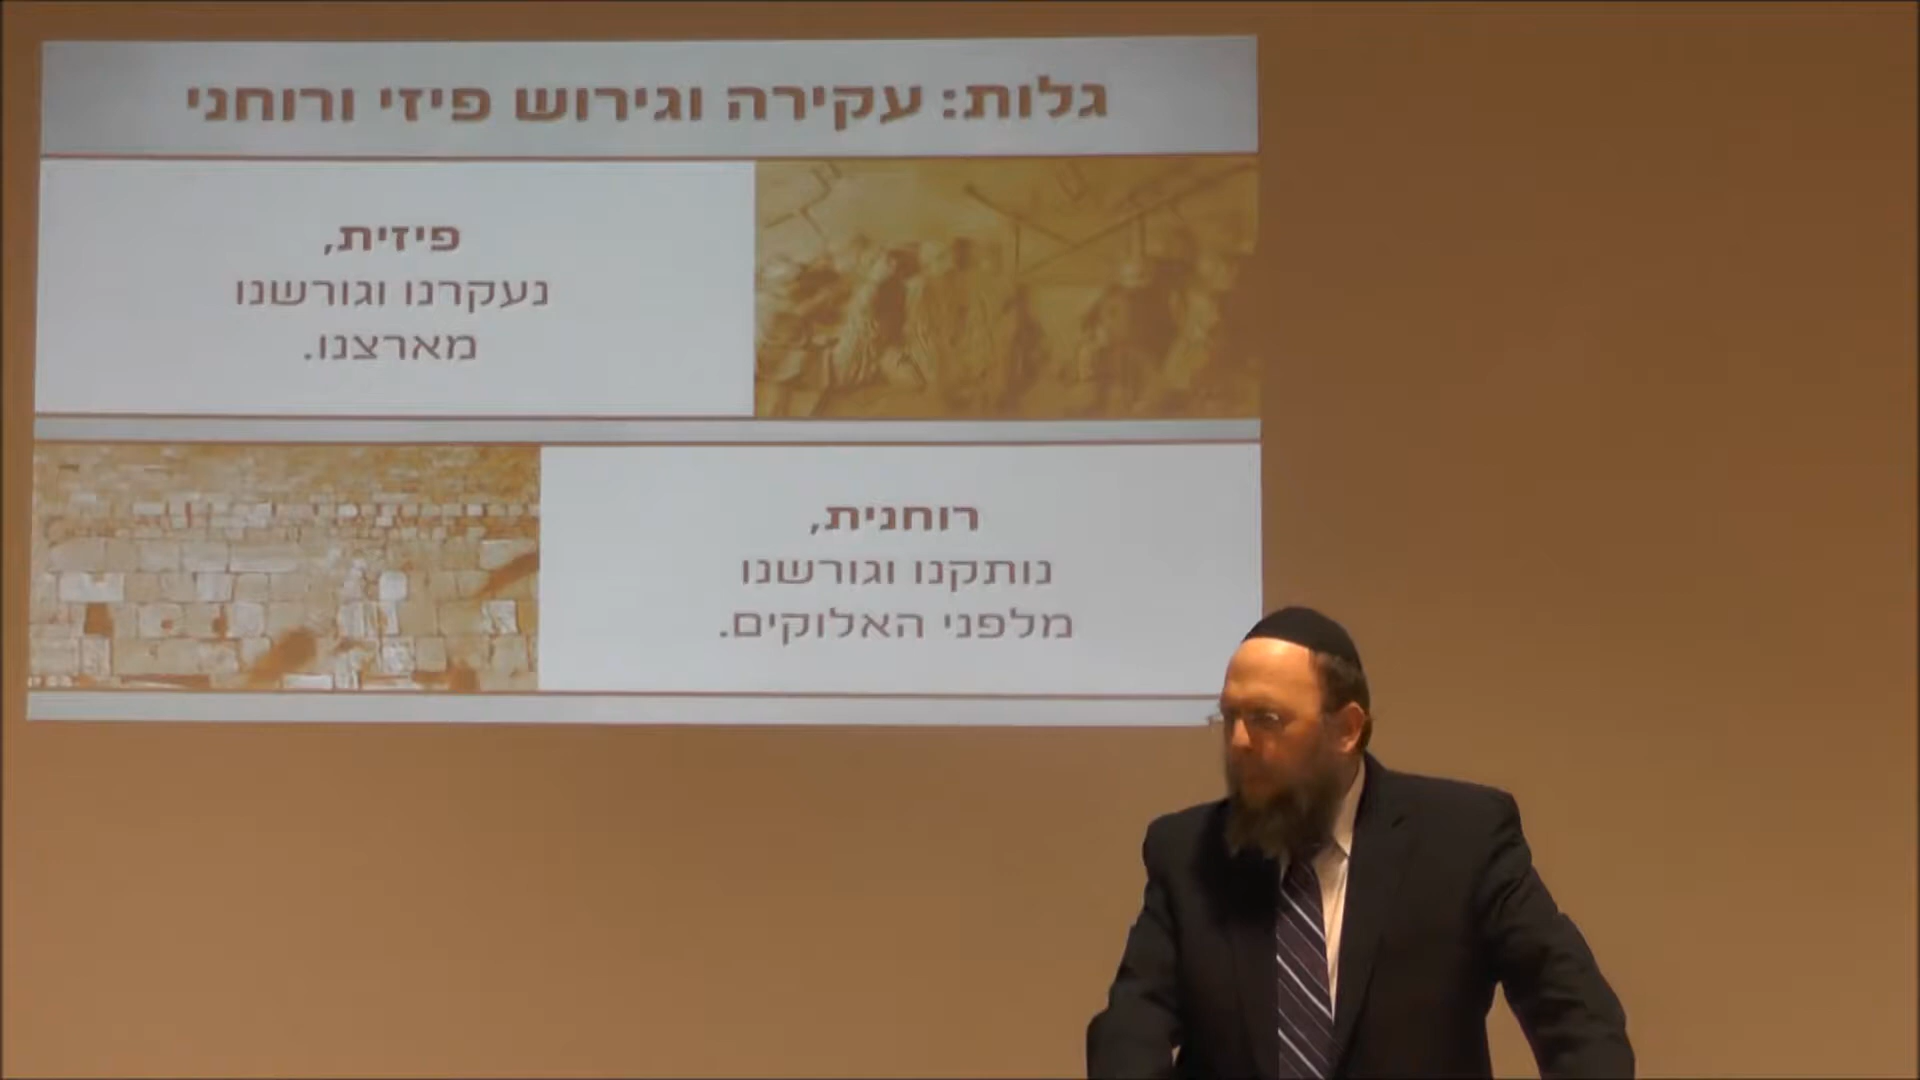 גלות: עקירה וגירוש פיזי ורוחני
פיזית,
נעקרנו וגורשנו
מארצנו.
רוחנית,
נותקנו וגורשנו
מלפני האלוקים.